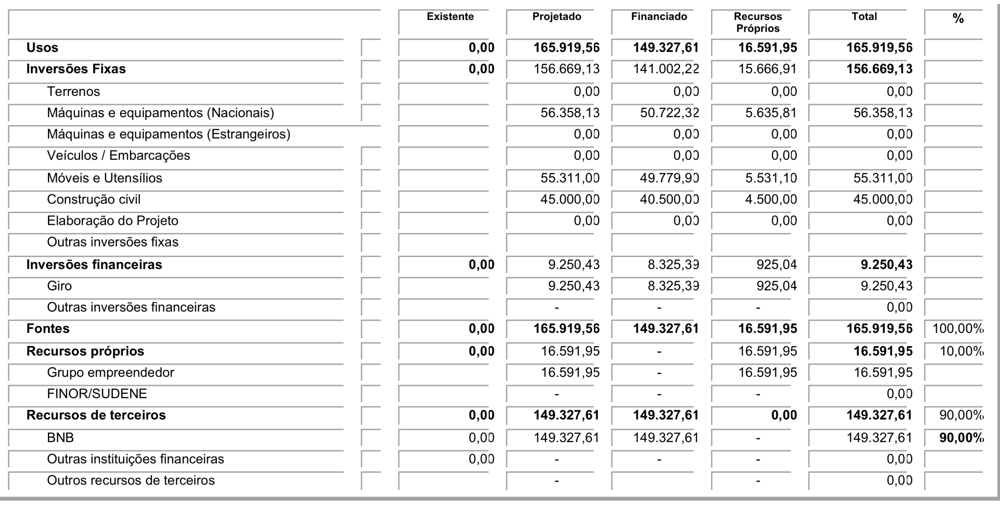 Existente Projetado Financiado Recursos Próprios Total %
Usos 0,00 165.919,56 149.327,61 16.591,95 165.919,56
Inversões Fixas 0,00 156.669,13 141.002,22 15.666,91 156.669,13
Terrenos 0,00 0,00 0,00 0,00
Máquinas e equipamentos (Nacionais) 56.358,13 50.722,32 5.635,81 56.358,13
Máquinas e equipamentos (Estrangeiros) 0,00 0,00 0,00 0,00
Veículos / Embarcações 0,00 0,00 0,00 0,00
Móveis e Utensílios 55.311,00 49.779,90 5.531,10 55.311,00
Construção civil 45.000,00 40.500,00 4.500,00 45.000,00
Elaboração do Projeto 0,00 0,00 0,00 0,00
Outras inversões fixas
Inversões financeiras 0,00 9.250,43 8.325,39 925,04 9.250,43
Giro 9.250,43 8.325,39 925,04 9.250,43
Outras inversões financeiras - - - 0,00
Fontes 0,00 165.919,56 149.327,61 16.591,95 165.919,56 100,00%
Recursos próprios 0,00 16.591,95 - 16.591,95 16.591,95 10,00%
Grupo empreendedor 16.591,95 - 16.591,95 16.591,95
FINOR/SUDENE - - - 0,00
Recursos de terceiros 0,00 149.327,61 149.327,61 0,00 149.327,61 90,00%
BNB 0,00 149.327,61 149.327,61 - 149.327,61 90,00%
Outras instituições financeiras 0,00 - - - 0,00
Outros recursos de terceiros - - 0,00